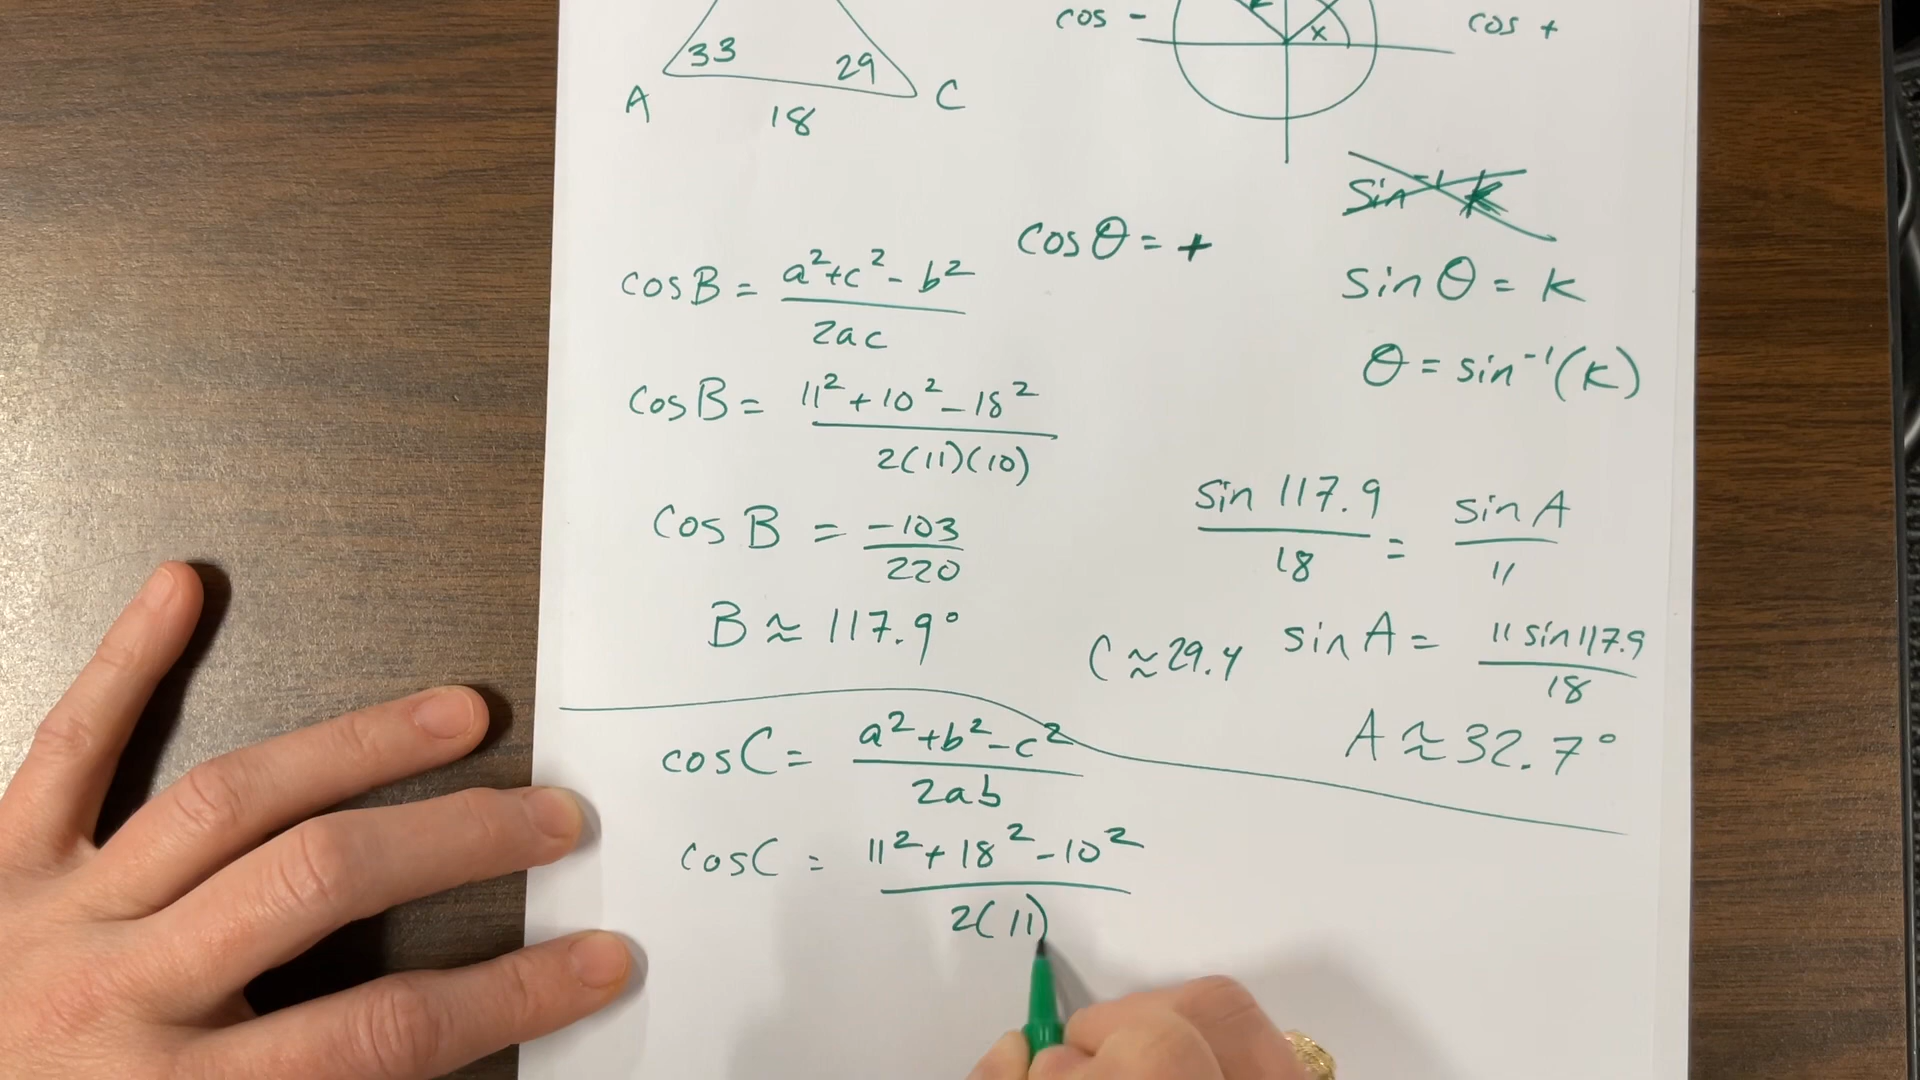 33
29
A
C
18
cos -
cos +
x
sin⁻¹ k
cos θ = +
sin θ = k
θ = sin⁻¹(k)
cos B = a²+c²-b² / 2ac
cos B = 11²+10²-18² / 2(11)(10)
cos B = -103 / 220
B ≈ 117.9°
sin 117.9 / 18 = sin A / 11
C ≈ 29.4
sin A = 11 sin 117.9 / 18
A ≈ 32.7°
cos C = a²+b²-c² / 2ab
cos C = 11²+18²-10² / 2(11)